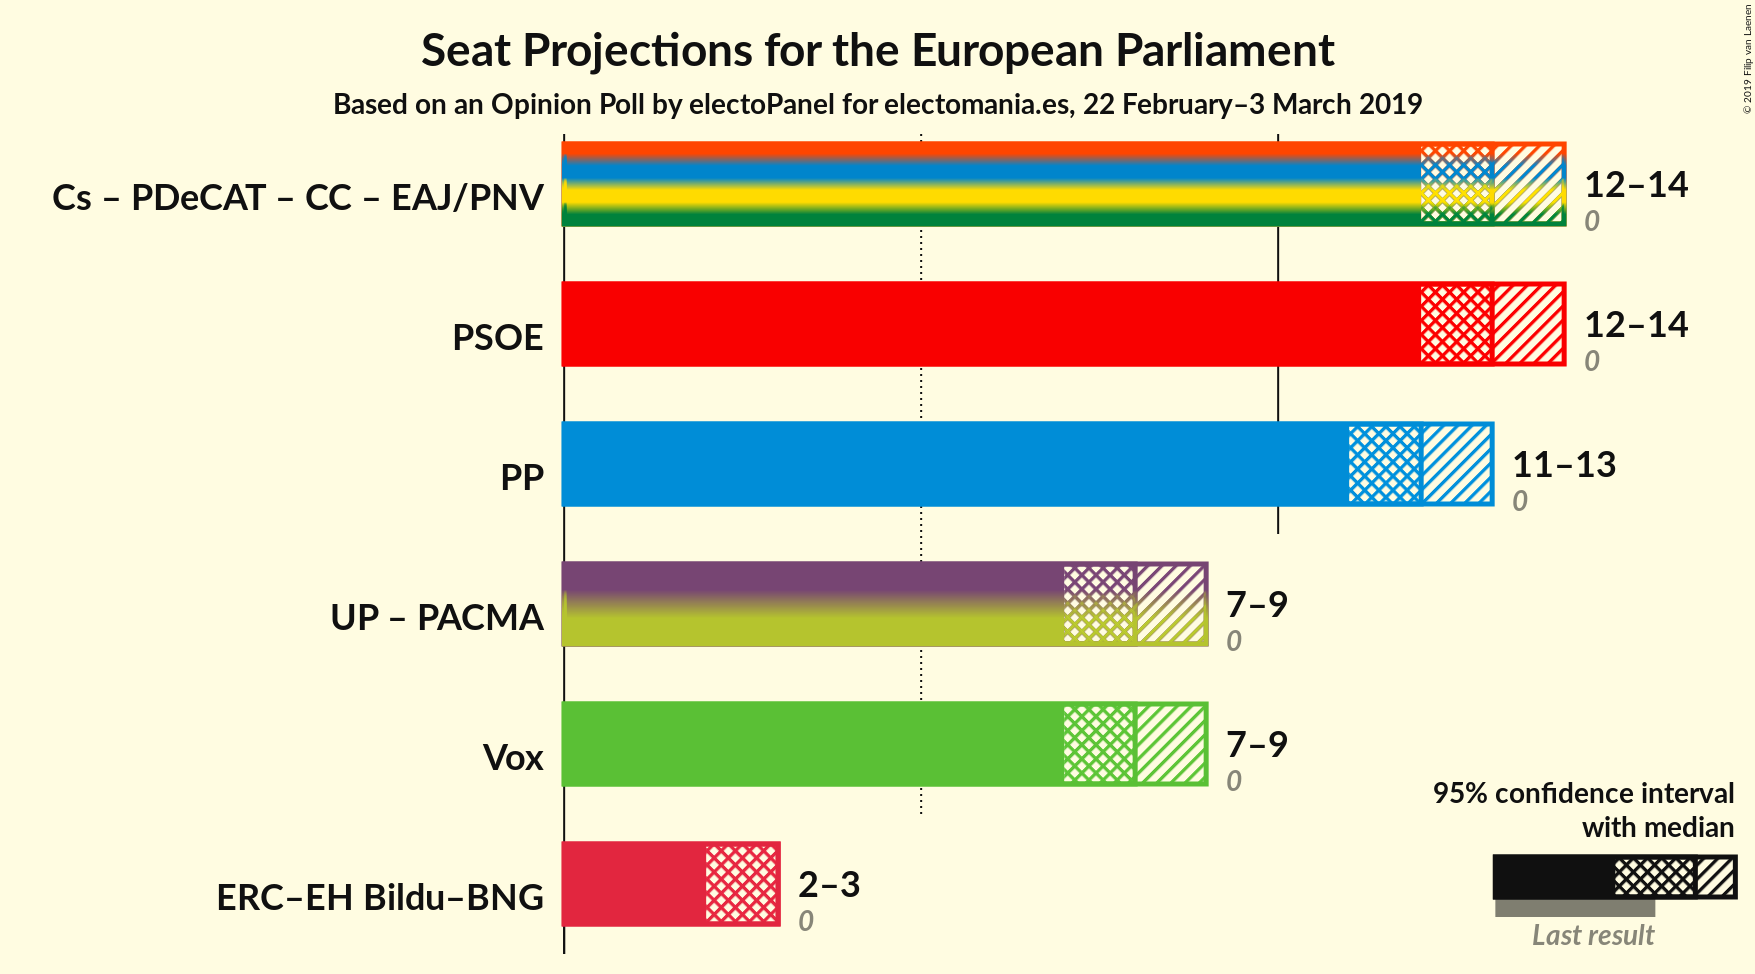 Seat Projections for the European Parliament
Based on an Opinion Poll by electoPanel for electomania.es, 22 February–3 March 2019
© 2019 Filip van Laenen
Cs – PDeCAT – CC – EAJ/PNV
12–14
0
PSOE
12–14
0
PP
11–13
0
UP – PACMA
7–9
0
Vox
7–9
0
ERC–EH Bildu–BNG
2–3
0
95% confidence interval
with median
Last result